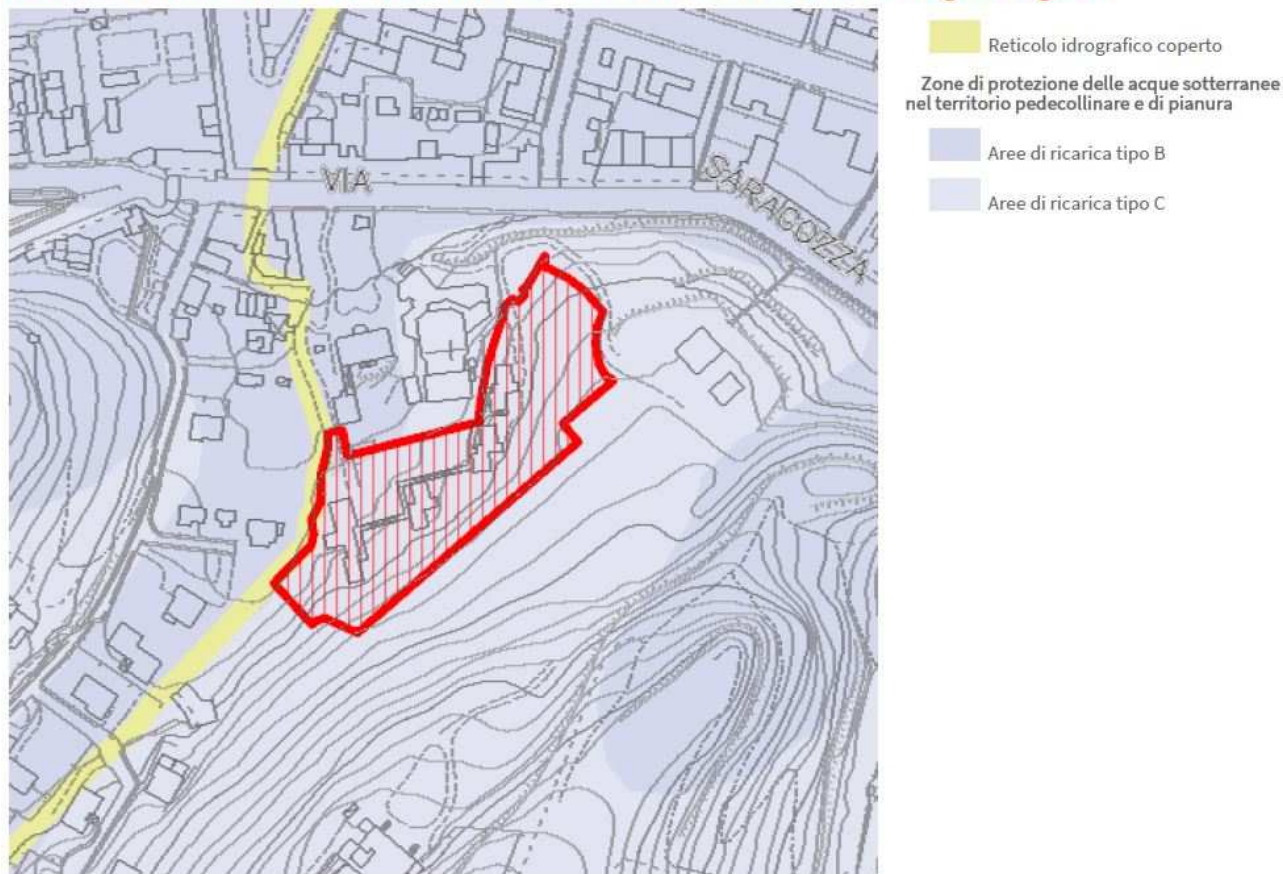 VIA
SARAGOZZA
Reticolo idrografico coperto
Zone di protezione delle acque sotterranee
nel territorio pedecollinare e di pianura
Aree di ricarica tipo B
Aree di ricarica tipo C